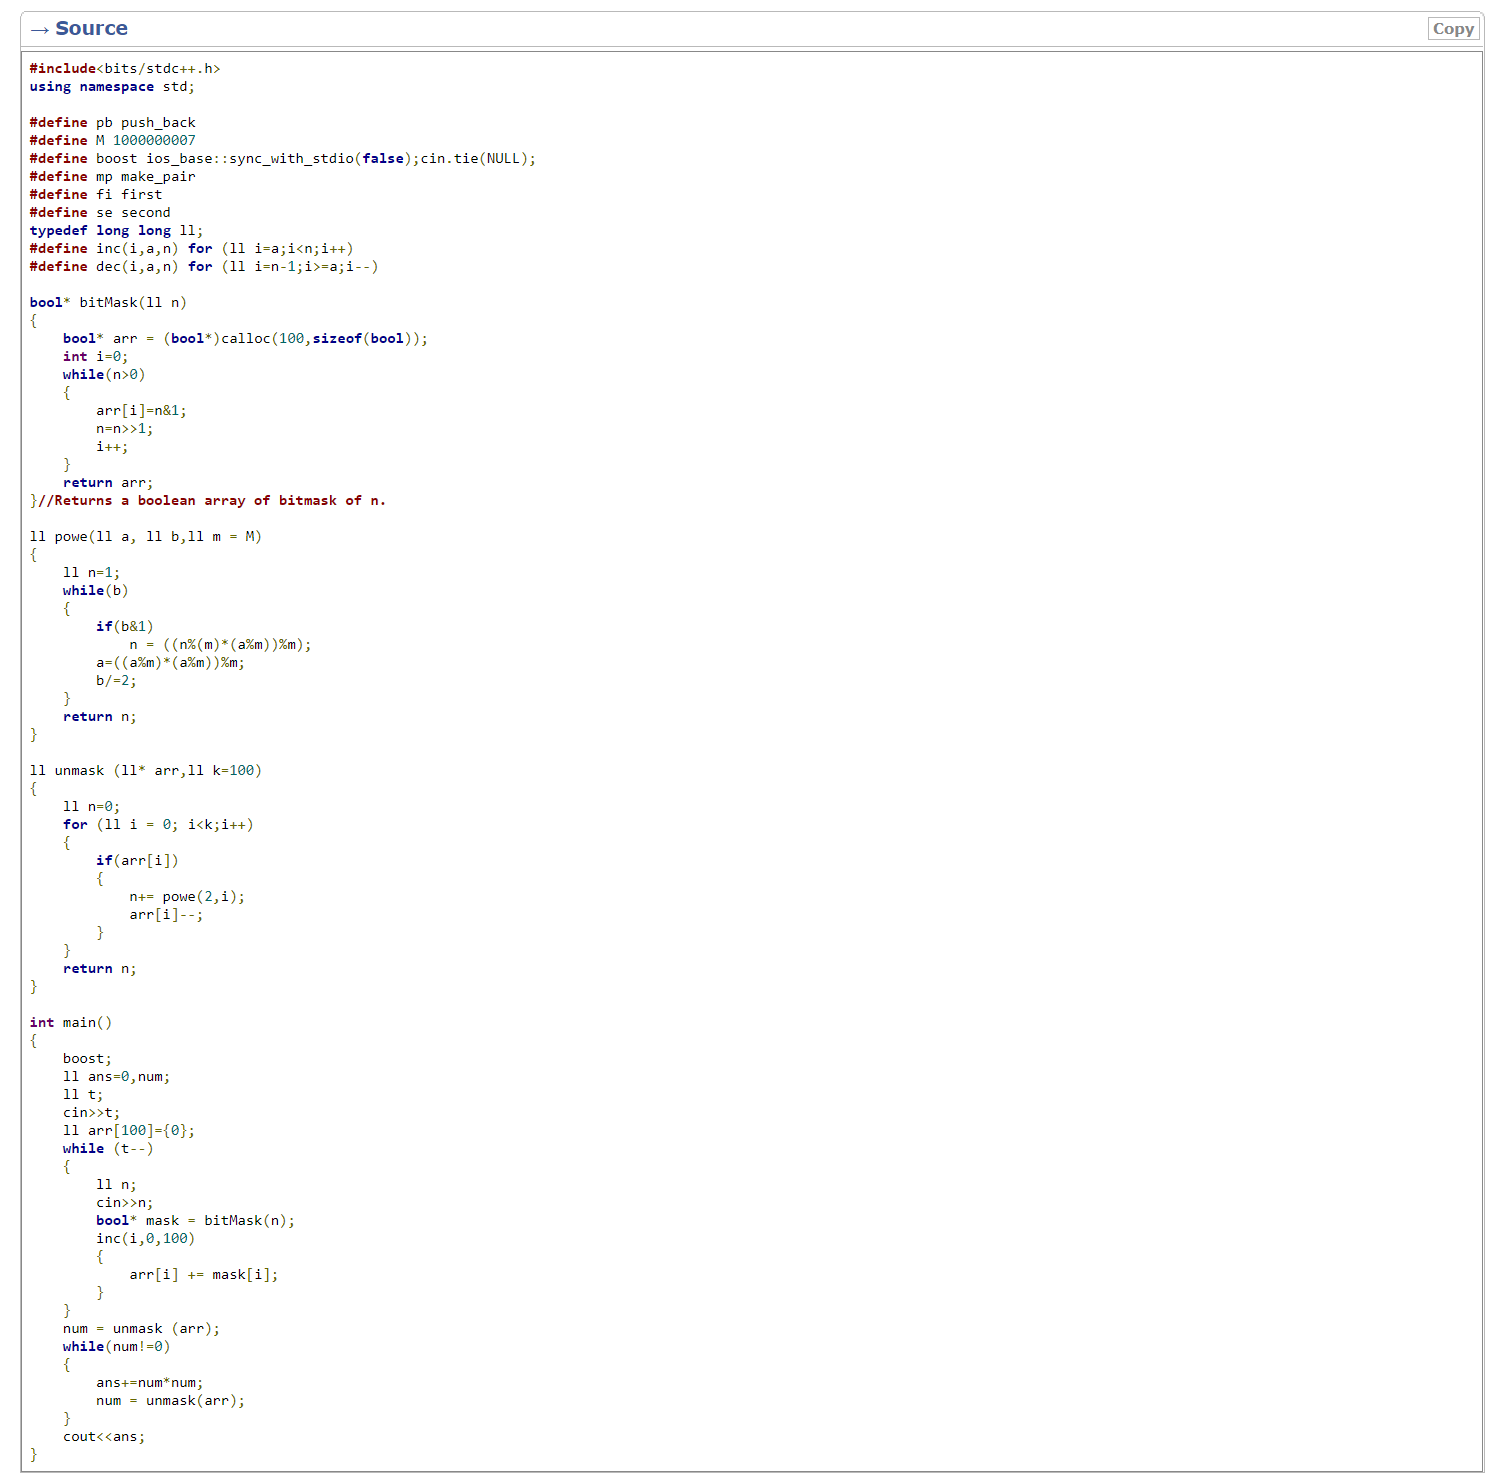 → Source
Copy
#include<bits/stdc++.h>
using namespace std;

#define pb push_back
#define M 1000000007
#define boost ios_base::sync_with_stdio(false);cin.tie(NULL);
#define mp make_pair
#define fi first
#define se second
typedef long long ll;
#define inc(i,a,n) for (ll i=a;i<n;i++)
#define dec(i,a,n) for (ll i=n-1;i>=a;i--)

bool* bitMask(ll n)
{
    bool* arr = (bool*)calloc(100,sizeof(bool));
    int i=0;
    while(n>0)
    {
        arr[i]=n&1;
        n=n>>1;
        i++;
    }
    return arr;
}//Returns a boolean array of bitmask of n.

ll powe(ll a, ll b,ll m = M)
{
    ll n=1;
    while(b)
    {
        if(b&1)
            n = ((n%(m)*(a%m))%m);
        a=((a%m)*(a%m))%m;
        b/=2;
    }
    return n;
}

ll unmask (ll* arr,ll k=100)
{
    ll n=0;
    for (ll i = 0; i<k;i++)
    {
        if(arr[i])
        {
            n+= powe(2,i);
            arr[i]--;
        }
    }
    return n;
}

int main()
{
    boost;
    ll ans=0,num;
    ll t;
    cin>>t;
    ll arr[100]={0};
    while (t--)
    {
        ll n;
        cin>>n;
        bool* mask = bitMask(n);
        inc(i,0,100)
        {
            arr[i] += mask[i];
        }
    }
    num = unmask (arr);
    while(num!=0)
    {
        ans+=num*num;
        num = unmask(arr);
    }
    cout<<ans;
}